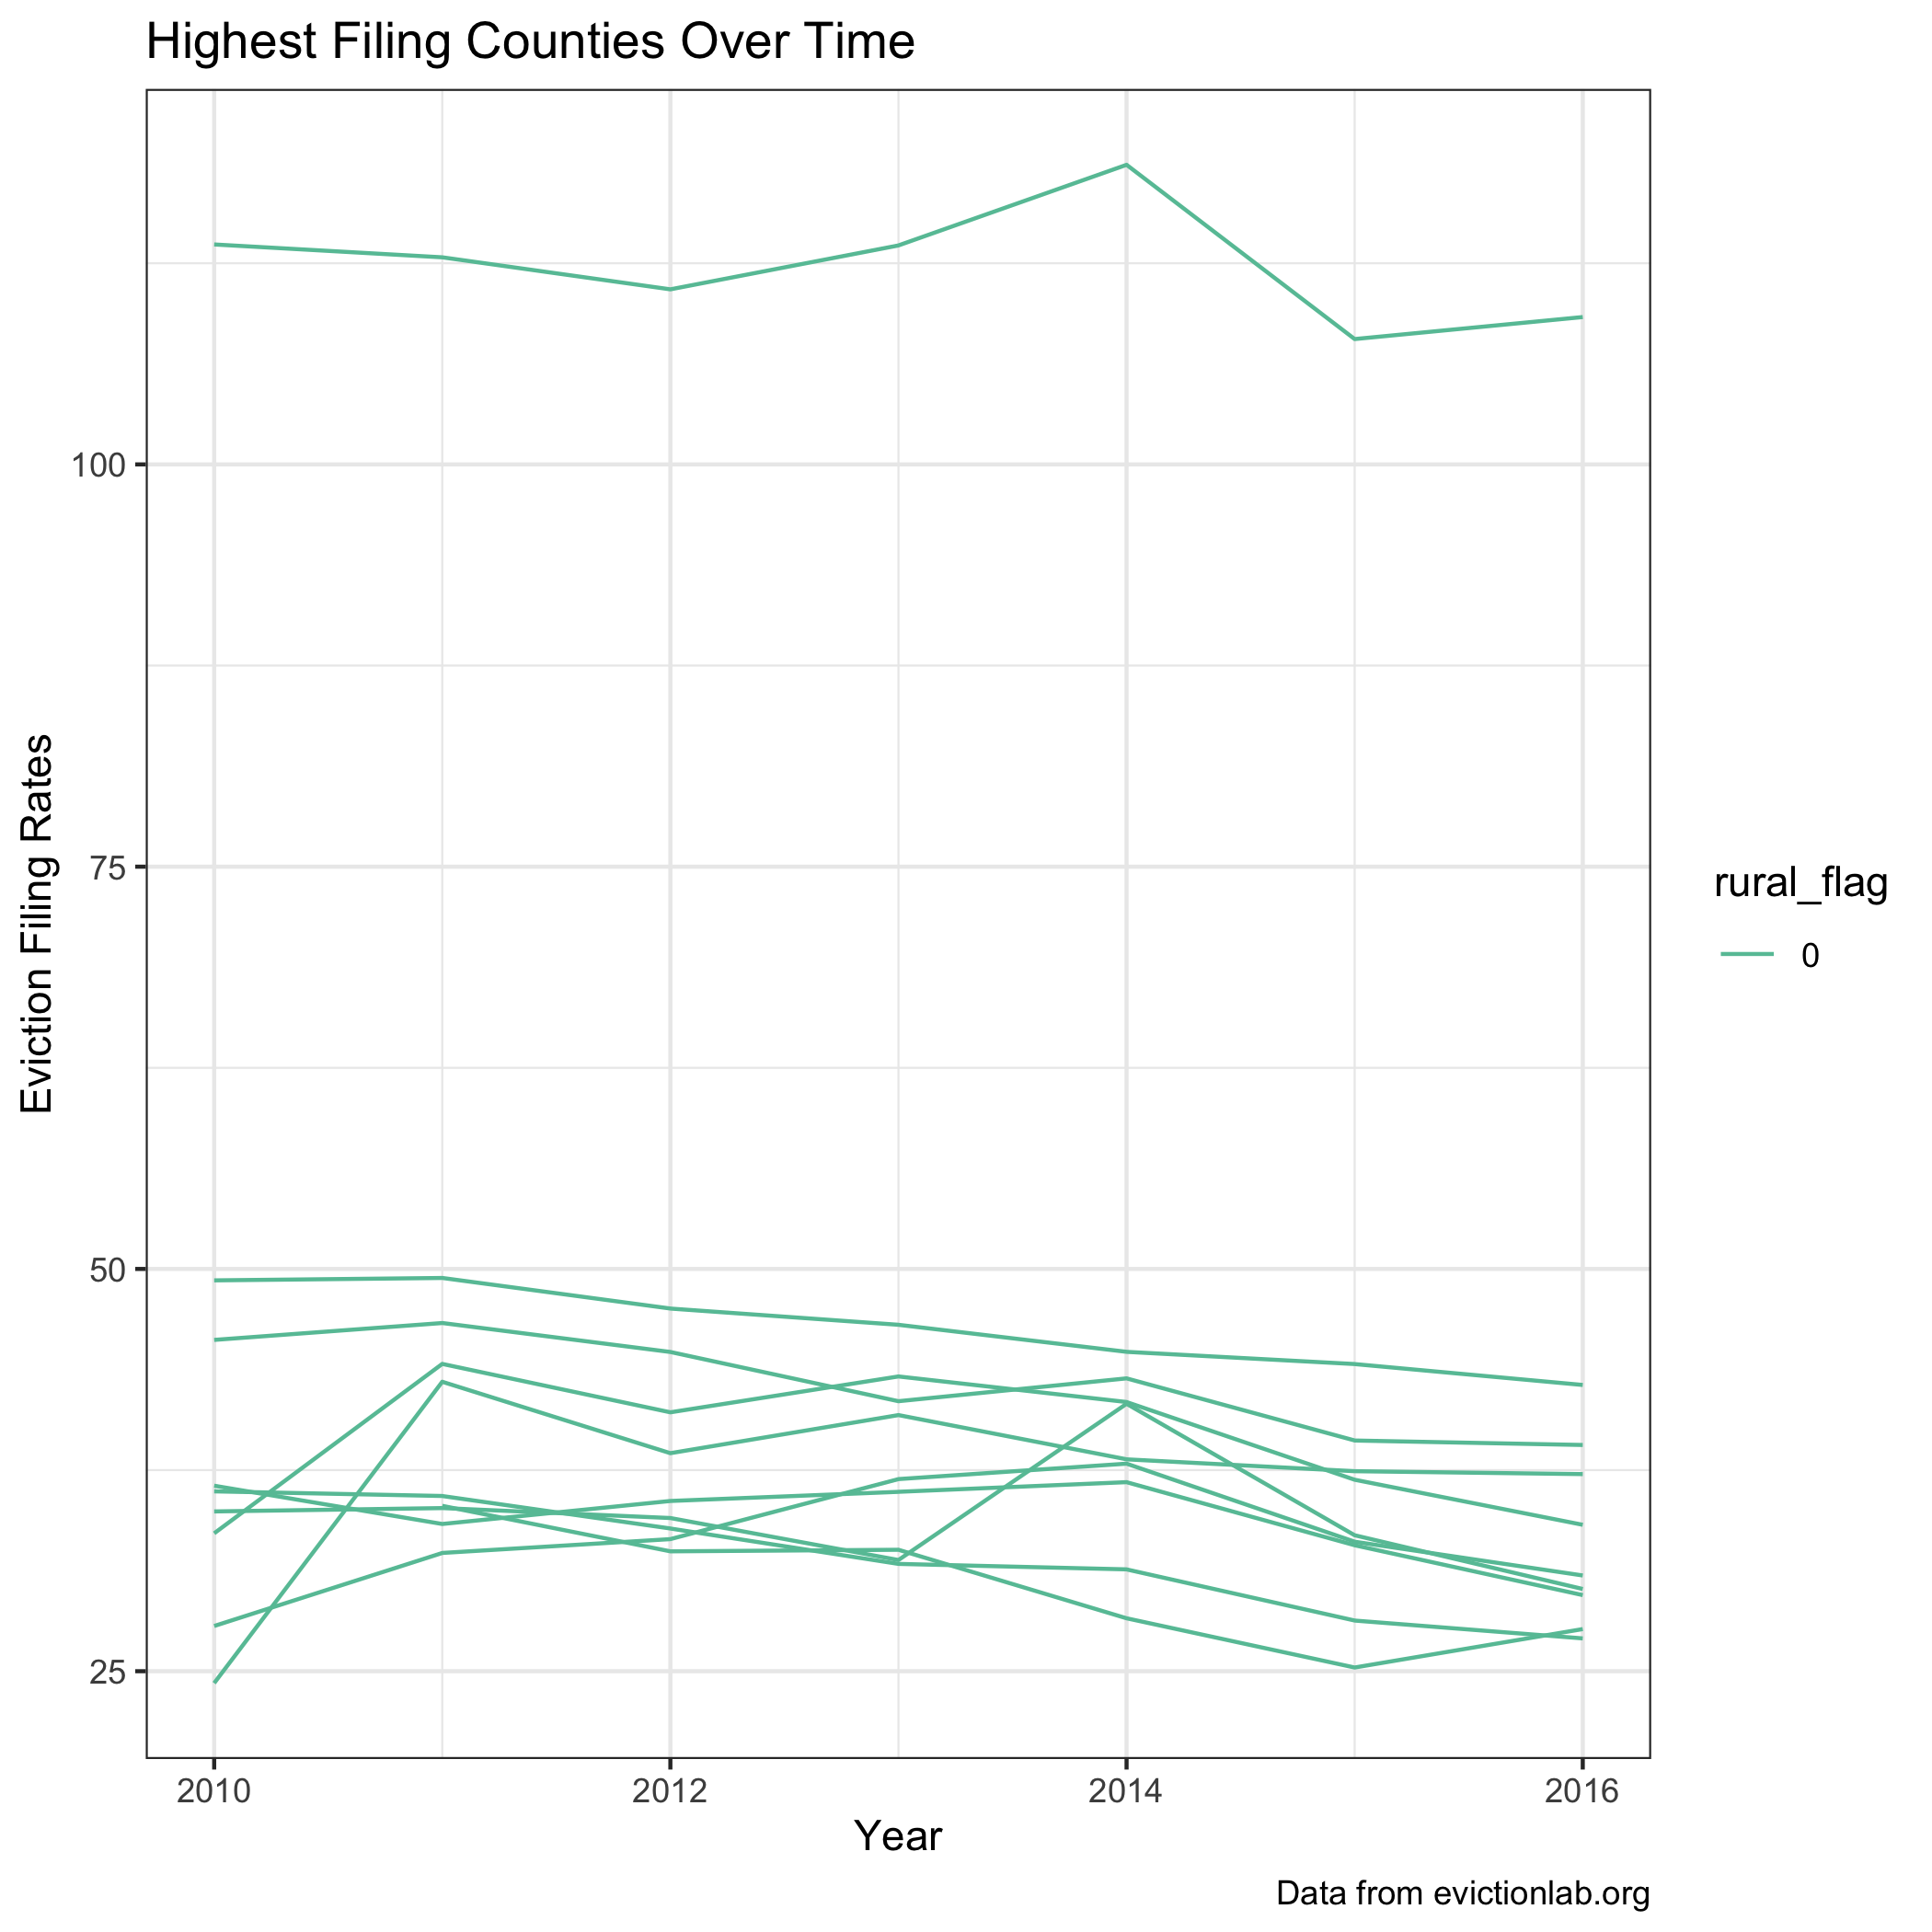 Highest Filing Counties Over Time
Eviction Filing Rates
100
75
50
25
2010 2012 2014 2016
Year
rural_flag
0
Data from evictionlab.org